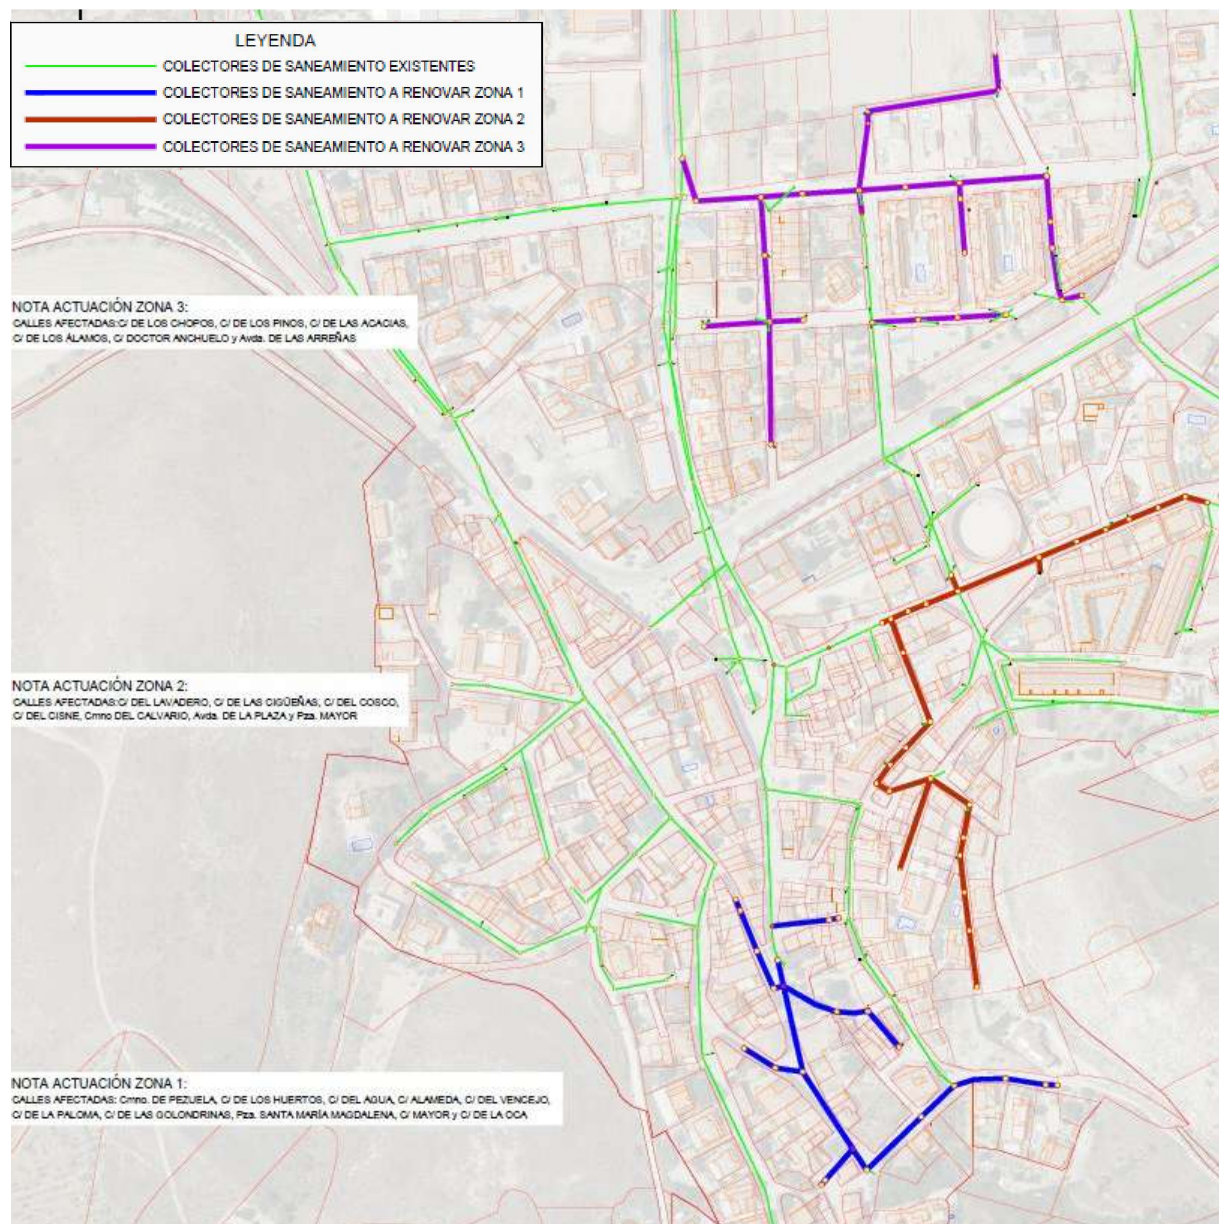 LEYENDA
COLECTORES DE SANEAMIENTO EXISTENTES
COLECTORES DE SANEAMIENTO A RENOVAR ZONA 1
COLECTORES DE SANEAMIENTO A RENOVAR ZONA 2
COLECTORES DE SANEAMIENTO A RENOVAR ZONA 3
NOTA ACTUACIÓN ZONA 3:
CALLES AFECTADAS:C/ DE LOS CHOPOS, C/ DE LOS PINOS, C/ DE LAS ACACIAS,
C/ DE LOS ÁLAMOS, C/ DOCTOR ANCHUELO y Avda. DE LAS ARREÑAS
NOTA ACTUACIÓN ZONA 2:
CALLES AFECTADAS:C/ DEL LAVADERO, C/ DE LAS CIGÜEÑAS, C/ DEL COSCO,
C/ DEL CISNE, Cmno DEL CALVARIO, Avda. DE LA PLAZA y Pza. MAYOR
NOTA ACTUACIÓN ZONA 1:
CALLES AFECTADAS: Cmno. DE PEZUELA, C/ DE LOS HUERTOS, C/ DEL AGUA, C/ ALAMEDA, C/ DEL VENCEJO,
C/ DE LA PALOMA, C/ DE LAS GOLONDRINAS, Pza. SANTA MARÍA MAGDALENA, C/ MAYOR y C/ DE LA OCA